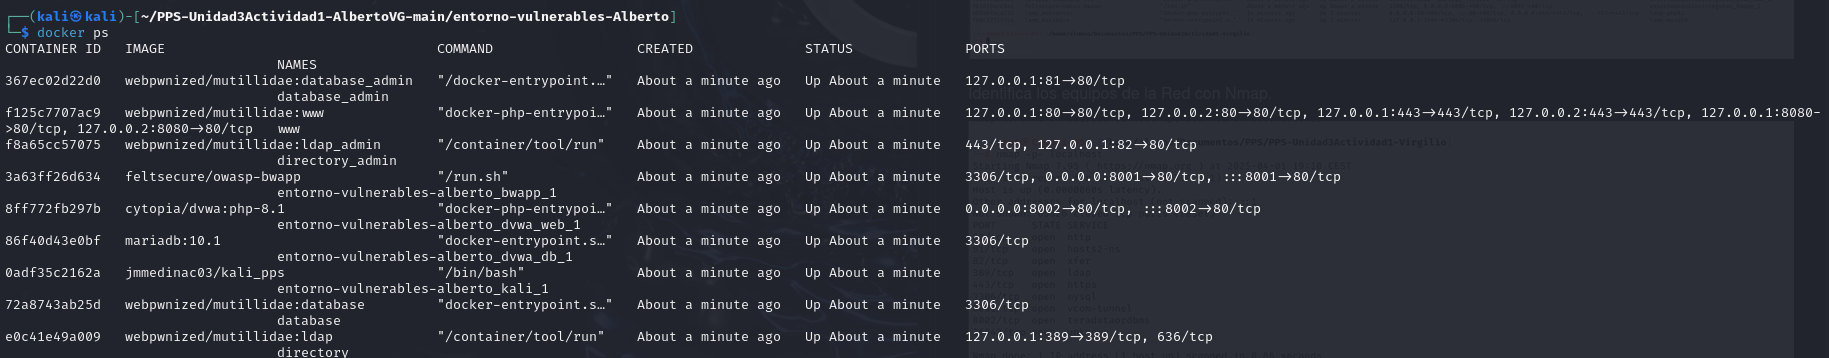 ┌──(kali㉿kali)-[~/PPS-Unidad3Actividad1-AlbertoVG-main/entorno-vulnerables-Alberto]
└─$ docker ps
CONTAINER ID   IMAGE                                  COMMAND                  CREATED              STATUS              PORTS
                                  NAMES
367ec02d22d0   webpwnized/mutillidae:database_admin   "/docker-entrypoint.…"   About a minute ago   Up About a minute   127.0.0.1:81->80/tcp
                                  database_admin
f125c7707ac9   webpwnized/mutillidae:www              "docker-php-entrypoi…"   About a minute ago   Up About a minute   127.0.0.1:80->80/tcp, 127.0.0.2:80->80/tcp, 127.0.0.1:443->443/tcp, 127.0.0.2:443->443/tcp, 127.0.0.1:8080-
>80/tcp, 127.0.0.2:8080->80/tcp   www
f8a65cc57075   webpwnized/mutillidae:ldap_admin       "/container/tool/run"    About a minute ago   Up About a minute   443/tcp, 127.0.0.1:82->80/tcp
                                  directory_admin
3a63ff26d634   feltsecure/owasp-bwapp                 "/run.sh"                About a minute ago   Up About a minute   3306/tcp, 0.0.0.0:8001->80/tcp, :::8001->80/tcp
                                  entorno-vulnerables-alberto_bwapp_1
8ff772fb297b   cytopia/dvwa:php-8.1                   "docker-php-entrypoi…"   About a minute ago   Up About a minute   0.0.0.0:8002->80/tcp, :::8002->80/tcp
                                  entorno-vulnerables-alberto_dvwa_web_1
86f40d43e0bf   mariadb:10.1                           "docker-entrypoint.s…"   About a minute ago   Up About a minute   3306/tcp
                                  entorno-vulnerables-alberto_dvwa_db_1
0adf35c2162a   jmmedinac03/kali_pps                   "/bin/bash"              About a minute ago   Up About a minute
                                  entorno-vulnerables-alberto_kali_1
72a8743ab25d   webpwnized/mutillidae:database         "docker-entrypoint.s…"   About a minute ago   Up About a minute   3306/tcp
                                  database
e0c41e49a009   webpwnized/mutillidae:ldap             "/container/tool/run"    About a minute ago   Up About a minute   127.0.0.1:389->389/tcp, 636/tcp
                                  directory
Identifica los equipos de la Red con Nmap.